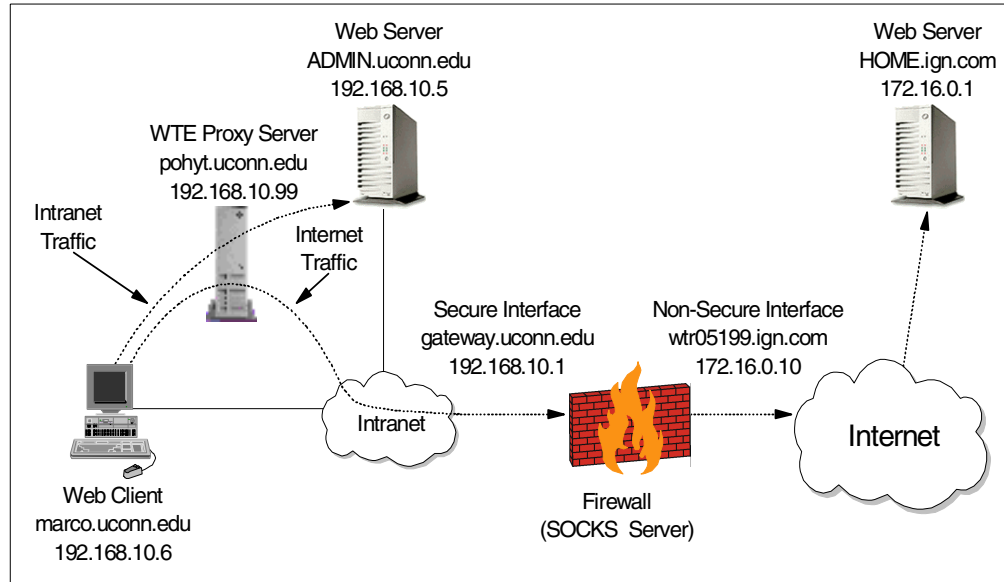 Web Server
ADMIN.uconn.edu
192.168.10.5
Web Server
HOME.ign.com
172.16.0.1
WTE Proxy Server
pohyt.uconn.edu
192.168.10.99
Intranet
Traffic
Internet
Traffic
Secure Interface
gateway.uconn.edu
192.168.10.1
Non-Secure Interface
wtr05199.ign.com
172.16.0.10
Intranet
Internet
Web Client
marco.uconn.edu
192.168.10.6
Firewall
(SOCKS Server)